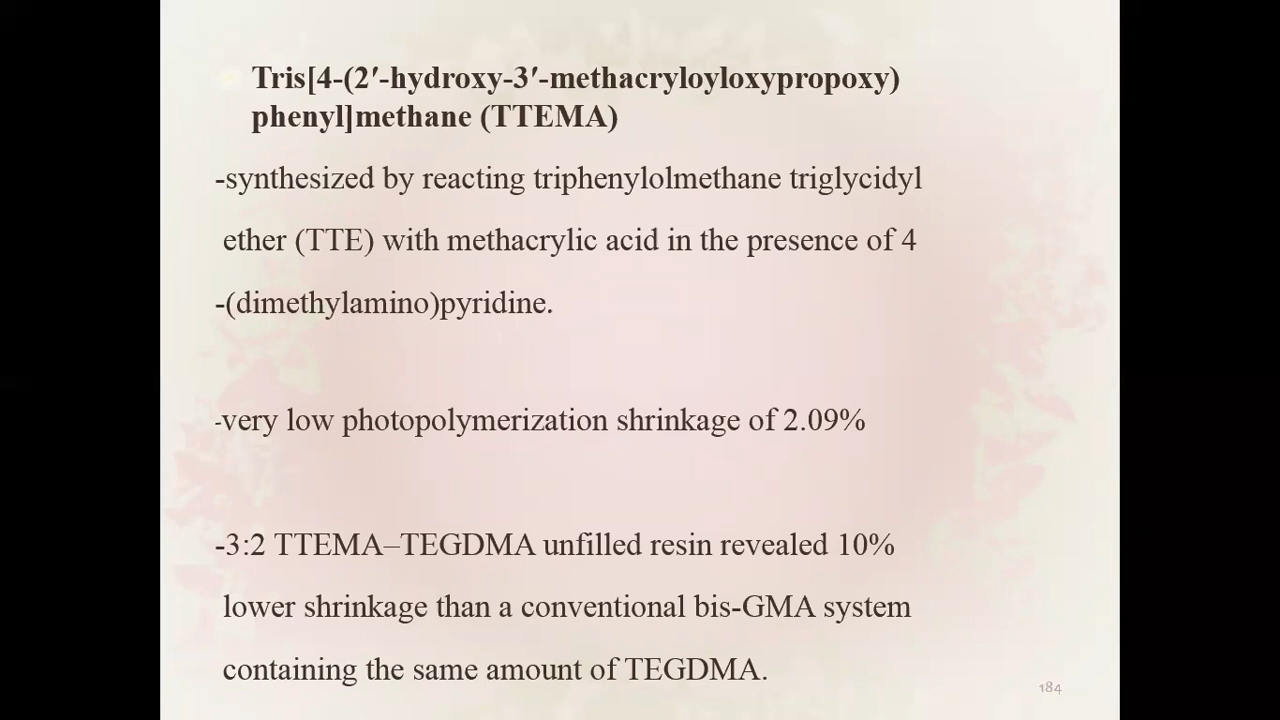 Tris[4-(2′-hydroxy-3′-methacryloyloxypropoxy)
phenyl]methane (TTEMA)
-synthesized by reacting triphenylolmethane triglycidyl
ether (TTE) with methacrylic acid in the presence of 4
-(dimethylamino)pyridine.
-very low photopolymerization shrinkage of 2.09%
-3:2 TTEMA–TEGDMA unfilled resin revealed 10%
lower shrinkage than a conventional bis-GMA system
containing the same amount of TEGDMA.
184